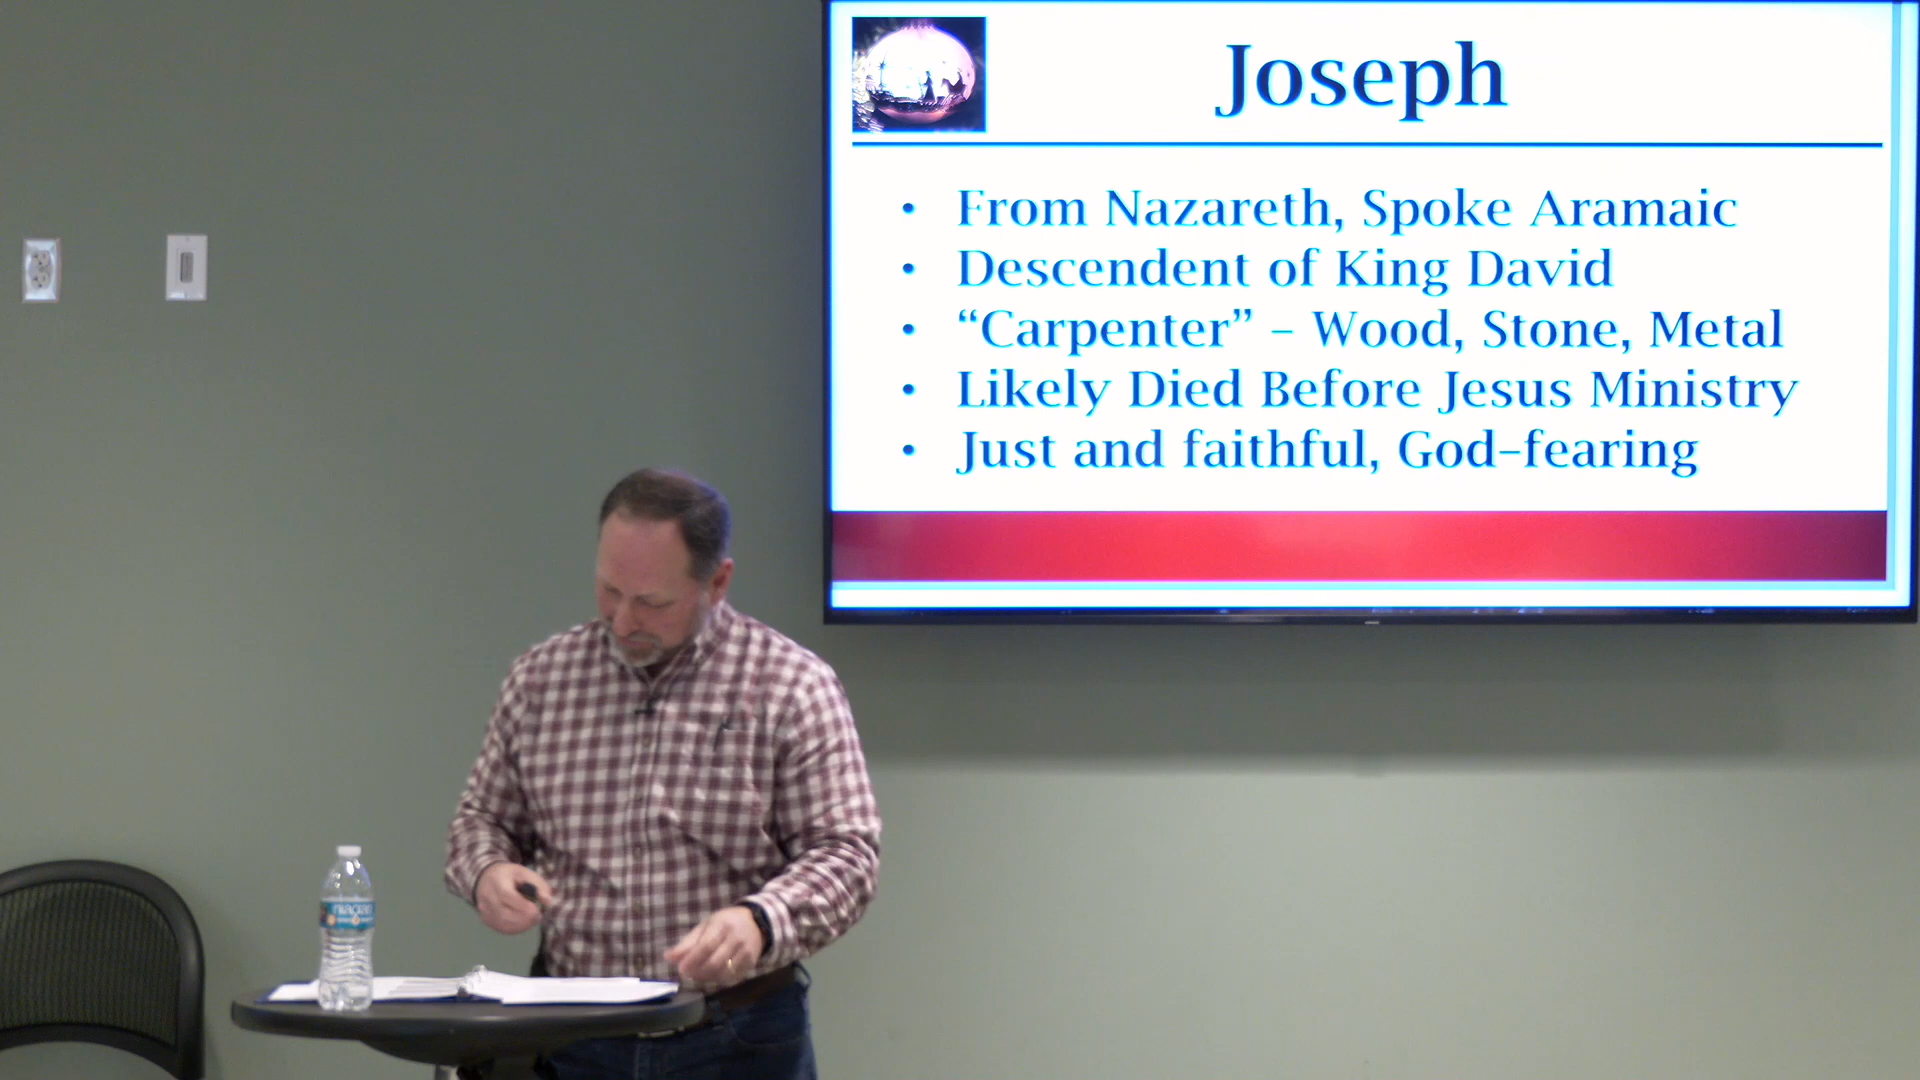 Joseph
• From Nazareth, Spoke Aramaic
• Descendent of King David
• “Carpenter” – Wood, Stone, Metal
• Likely Died Before Jesus Ministry
• Just and faithful, God-fearing